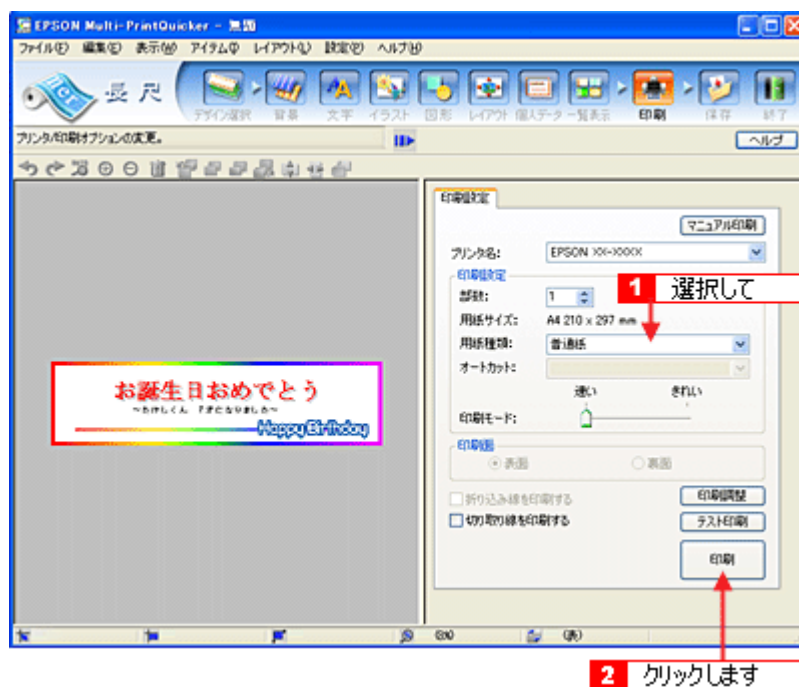 EPSON Multi-PrintQuicker - 無題
ファイル(F) 編集(E) 表示(W) アイテム(I) レイアウト(L) 設定(P) ヘルプ(H)
長尺
デザイン選択 背景 文字 イラスト 図形 レイアウト 個人データ 一覧表示 印刷 保存 終了
プリンタ/印刷オプションの変更。
ヘルプ
印刷設定
マニュアル印刷
プリンタ名: EPSON XX-XXXX
印刷設定
部数: 1
1 選択して
用紙サイズ: A4 210 x 297 mm
用紙種類: 普通紙
オートカット:
速い きれい
印刷モード:
印刷面
表面 裏面
折り込み線を印刷する
切り取り線を印刷する
印刷調整
テスト印刷
印刷
お誕生日おめでとう
Happy Birthday
(表)
2 クリックします